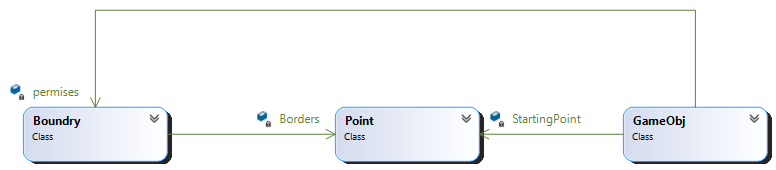 permises
Boundry
Class
Borders
Point
Class
StartingPoint
GameObj
Class